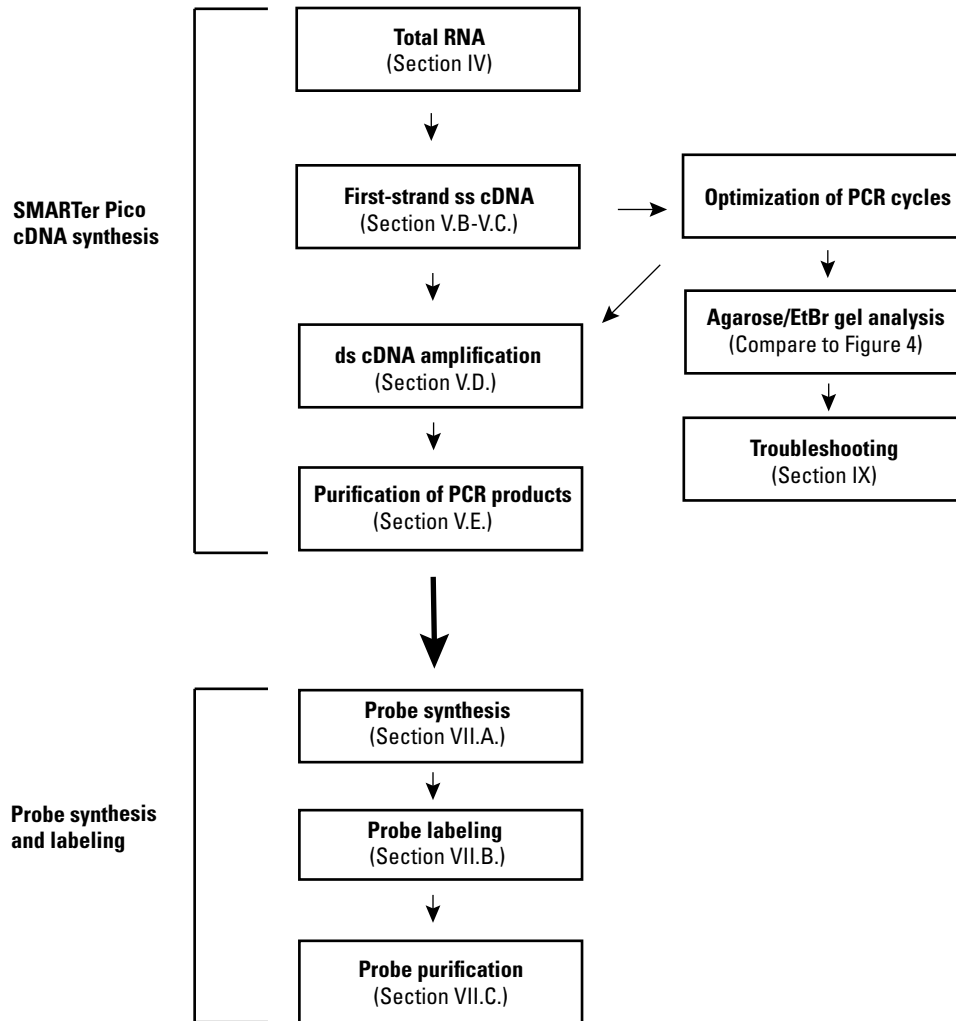 Total RNA
(Section IV)
First-strand ss cDNA
(Section V.B-V.C.)
Optimization of PCR cycles
SMARTer Pico
cDNA synthesis
Agarose/EtBr gel analysis
(Compare to Figure 4)
ds cDNA amplification
(Section V.D.)
Troubleshooting
(Section IX)
Purification of PCR products
(Section V.E.)
Probe synthesis
(Section VII.A.)
Probe synthesis
and labeling
Probe labeling
(Section VII.B.)
Probe purification
(Section VII.C.)